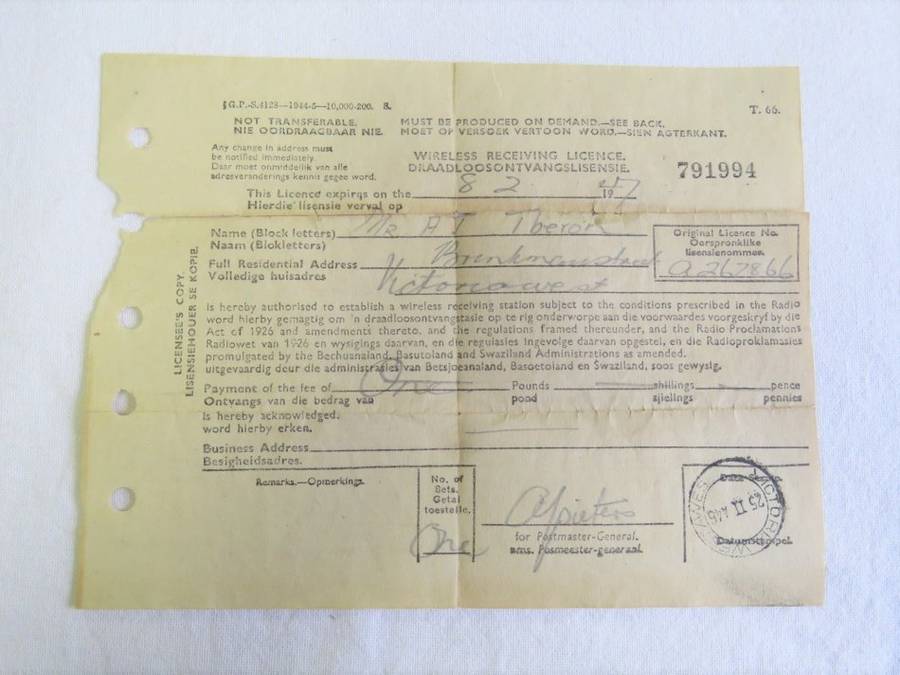 § G.P.-S.4128—1944-5—10,000-200. S.
T. 66.
NOT TRANSFERABLE.
NIE OORDRAAGBAAR NIE.
MUST BE PRODUCED ON DEMAND.—SEE BACK.
MOET OP VERSOEK VERTOON WORD.—SIEN AGTERKANT.
Any change in address must
be notified immediately.
Daar moet onmiddelik van alle
adresveranderings kennis gegee word.
WIRELESS RECEIVING LICENCE.
DRAADLOOSONTVANGSLISENSIE.
791994
This Licence expires on the 8 2 19
Hierdie lisensie verval op
Name (Block letters) Mr A T Theron
Naam (Blokletters)
Original Licence No.
Oorspronklike
lisensienommer.
a 267866
Full Residential Address
Volledige huisadres Victoria west
LICENSEE'S COPY.
LISENSIEHOUER SE KOPIE.
Is hereby authorised to establish a wireless receiving station subject to the conditions prescribed in the Radio
word hierby gemagtig om 'n draadloosontvangstasie op te rig onderworpe aan die voorwaardes voorgeskryf by die
Act of 1926 and amendments thereto, and the regulations framed thereunder, and the Radio Proclamations
Radiowet van 1926 en wysigings daarvan, en die regulasies ingevolge daarvan opgestel, en die Radioproklamasies
promulgated by the Bechuanaland, Basutoland and Swaziland Administrations as amended.
uitgevaardig deur die administrasies van Betsjoeanaland, Basoetoland en Swaziland, soos gewysig.
Payment of the fee of One Pounds — shillings — pence
Ontvangs van die bedrag van pond sjielings pennies
is hereby acknowledged.
word hierby erken.
Business Address
Besigheidsadres.
Remarks.—Opmerkings.
No. of
Sets.
Getal
toestelle.
One
for Postmaster-General.
nms. Posmeester-generaal.
Datumstempel.
25 II 45